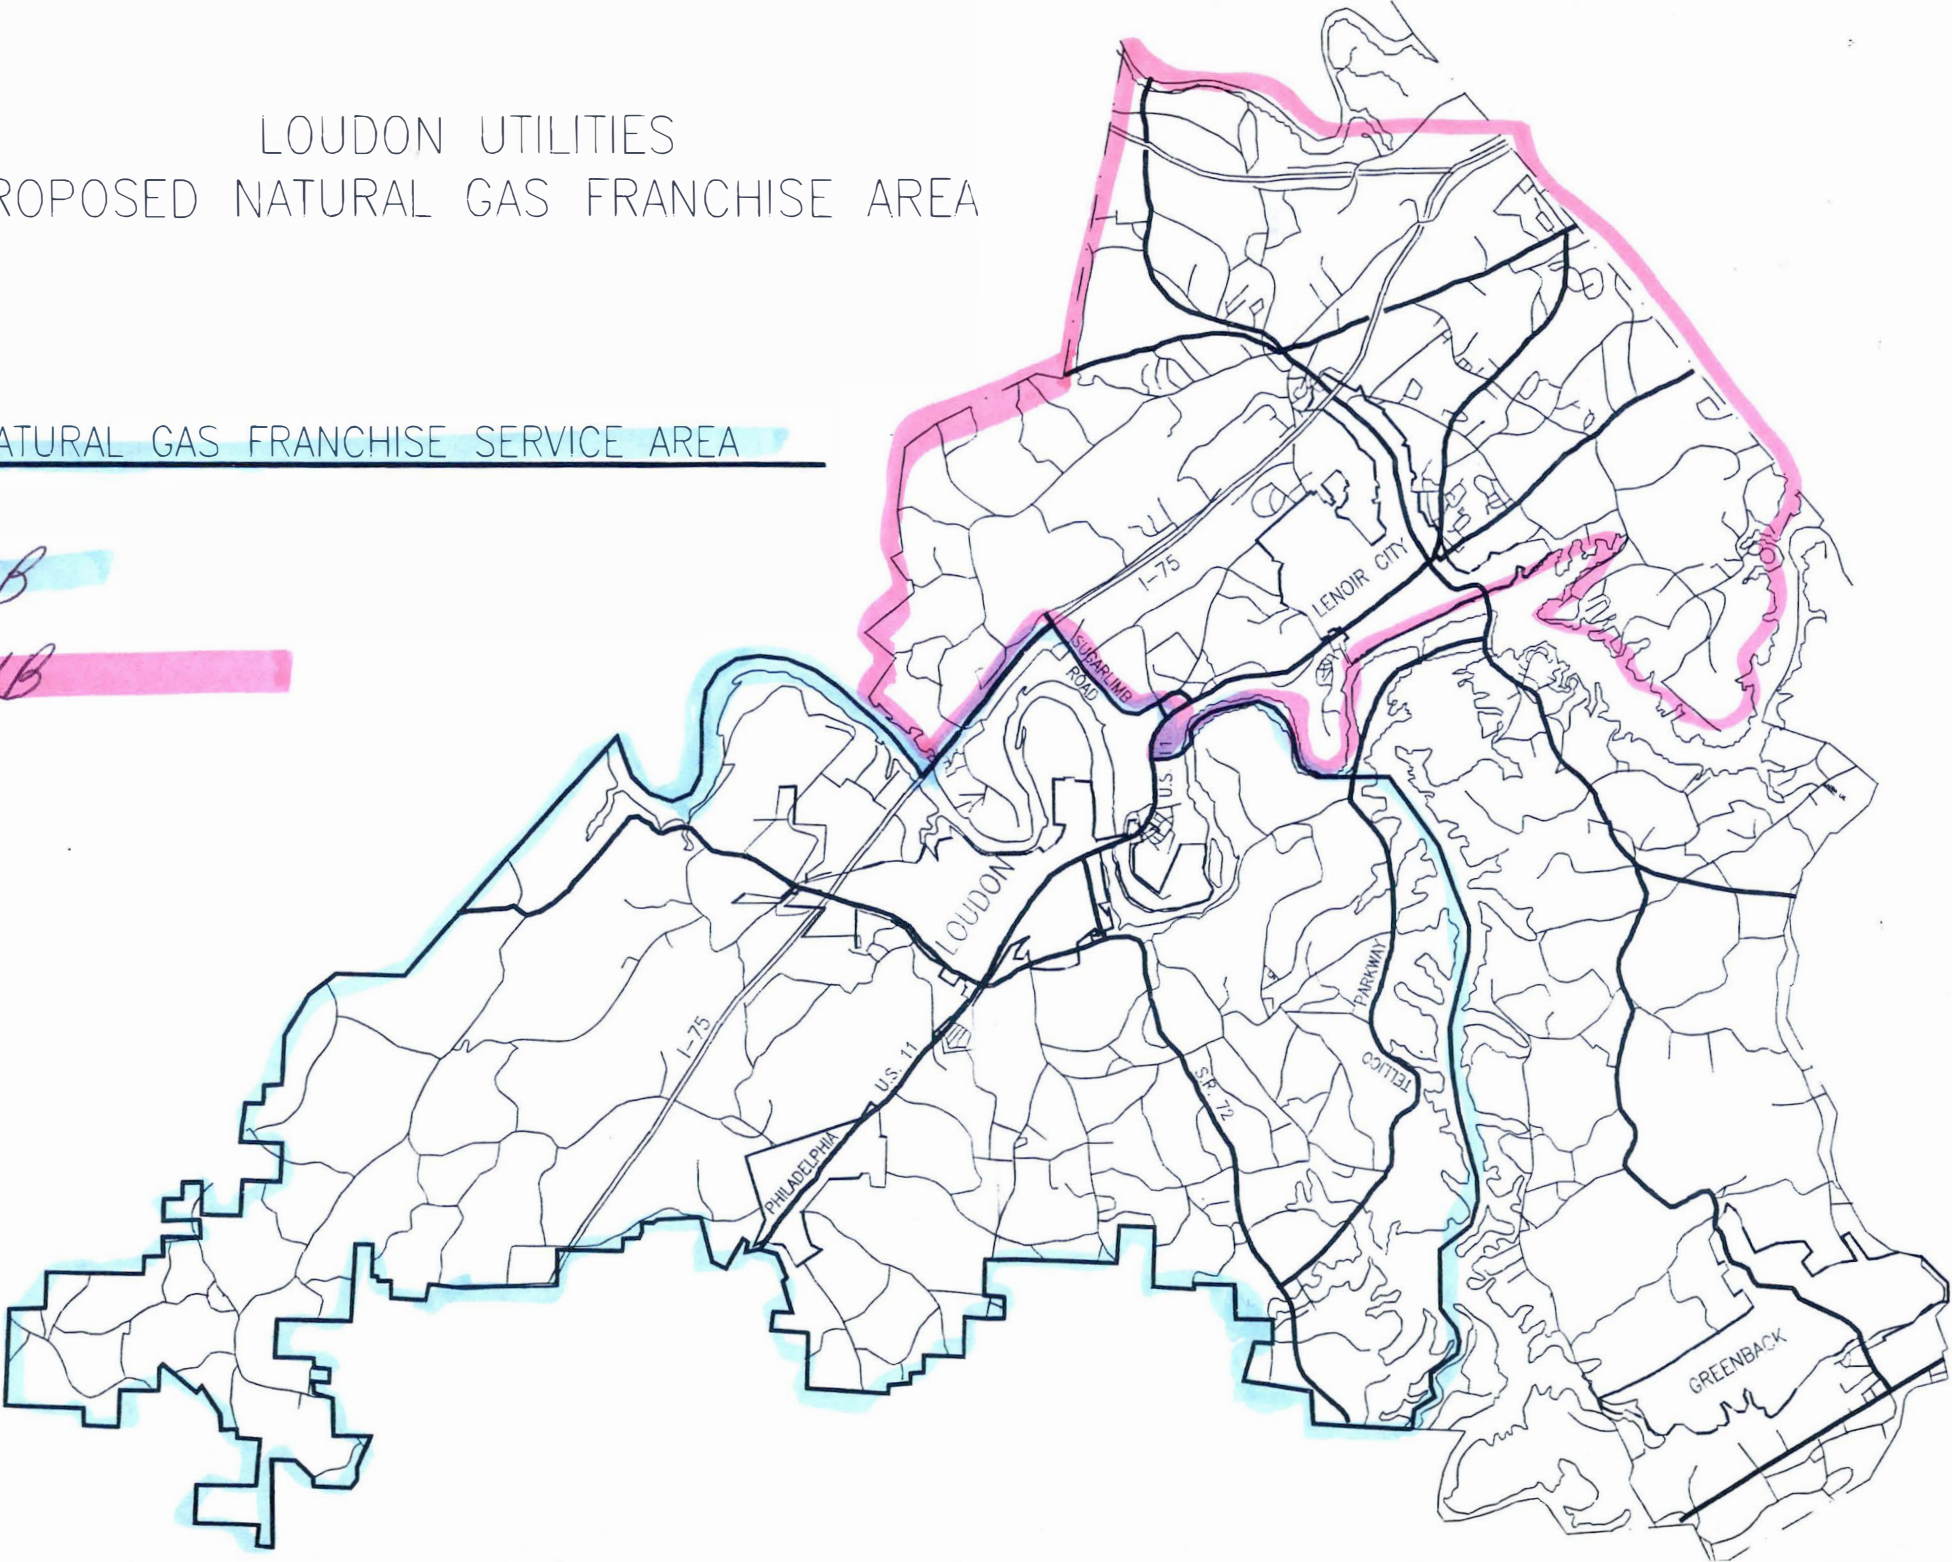 LOUDON UTILITIES
ROPOSED NATURAL GAS FRANCHISE AREA
ATURAL GAS FRANCHISE SERVICE AREA
B
B
I-75
LENOIR CITY
SUGARLIMB
ROAD
U.S.
LOUDON
PARKWAY
I-75
U.S. 11
TELLICO
S.R. 72
PHILADELPHIA
GREENBACK